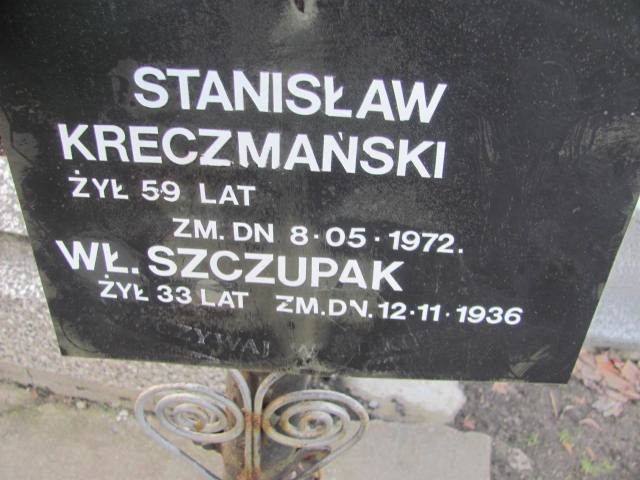 STANISŁAW
KRECZMAŃSKI
ŻYŁ 59 LAT
ZM. DN 8·05·1972.
WŁ. SZCZUPAK
ŻYŁ 33 LAT ZM.DN.12·11·1936